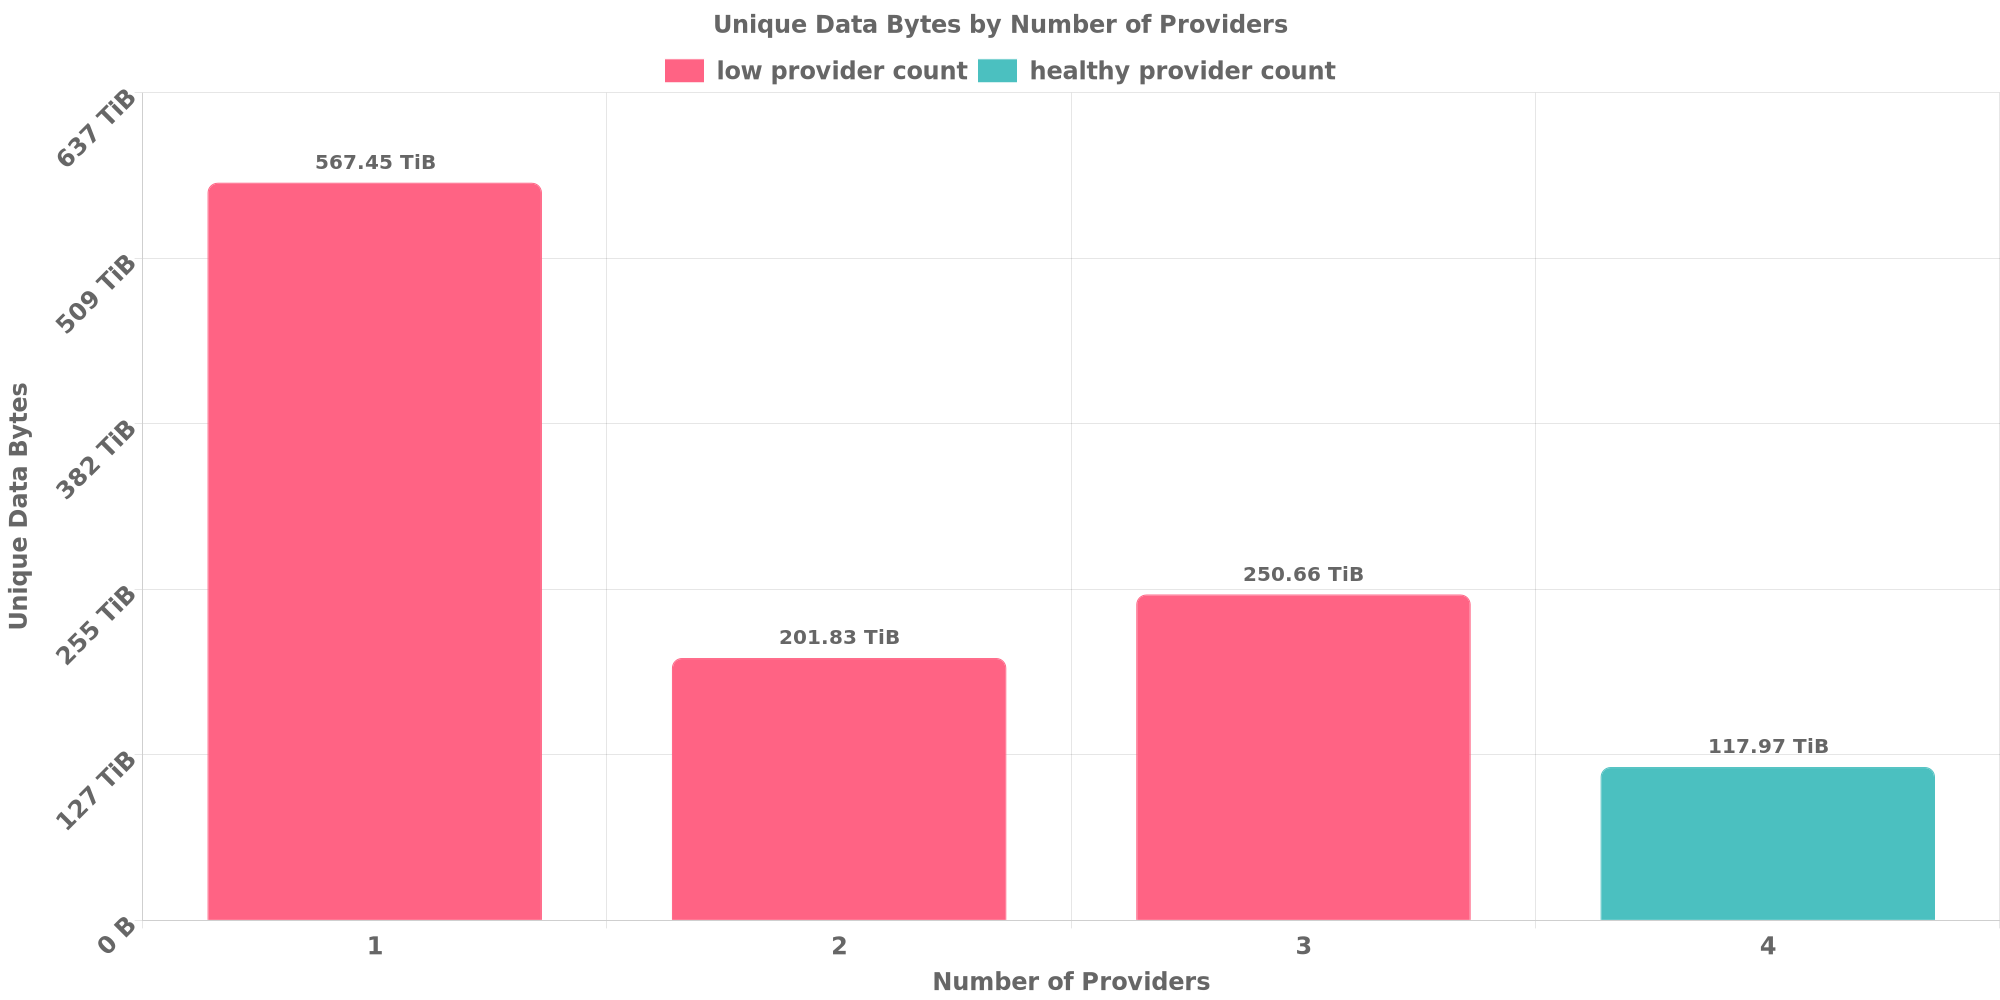 Unique Data Bytes by Number of Providers
low provider count healthy provider count
637 TiB
509 TiB
382 TiB
255 TiB
127 TiB
0 B
Unique Data Bytes
567.45 TiB
201.83 TiB
250.66 TiB
117.97 TiB
1 2 3 4
Number of Providers